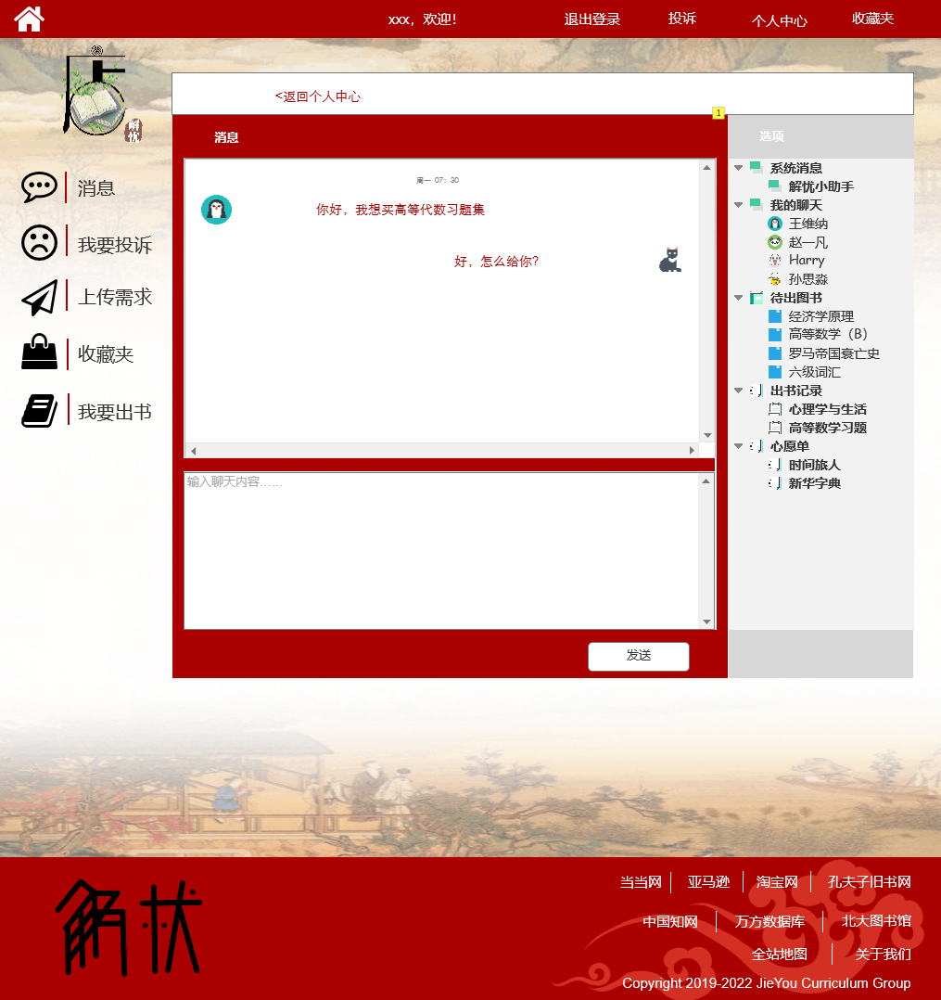 xxx，欢迎！ 退出登录 投诉 个人中心 收藏夹
解忧
<返回个人中心
1
消息
选项
消息
我要投诉
上传需求
收藏夹
我要出书
周一 07：30
你好，我想买高等代数习题集
好，怎么给你?
输入聊天内容……
发送
系统消息
解忧小助手
我的聊天
王维纳
赵一凡
Harry
孙思淼
待出图书
经济学原理
高等数学（B）
罗马帝国衰亡史
六级词汇
出书记录
心理学与生活
高等数学习题
心愿单
时间旅人
新华字典
当当网 亚马逊 淘宝网 孔夫子旧书网
中国知网 万方数据库 北大图书馆
全站地图 关于我们
Copyright 2019-2022 JieYou Curriculum Group